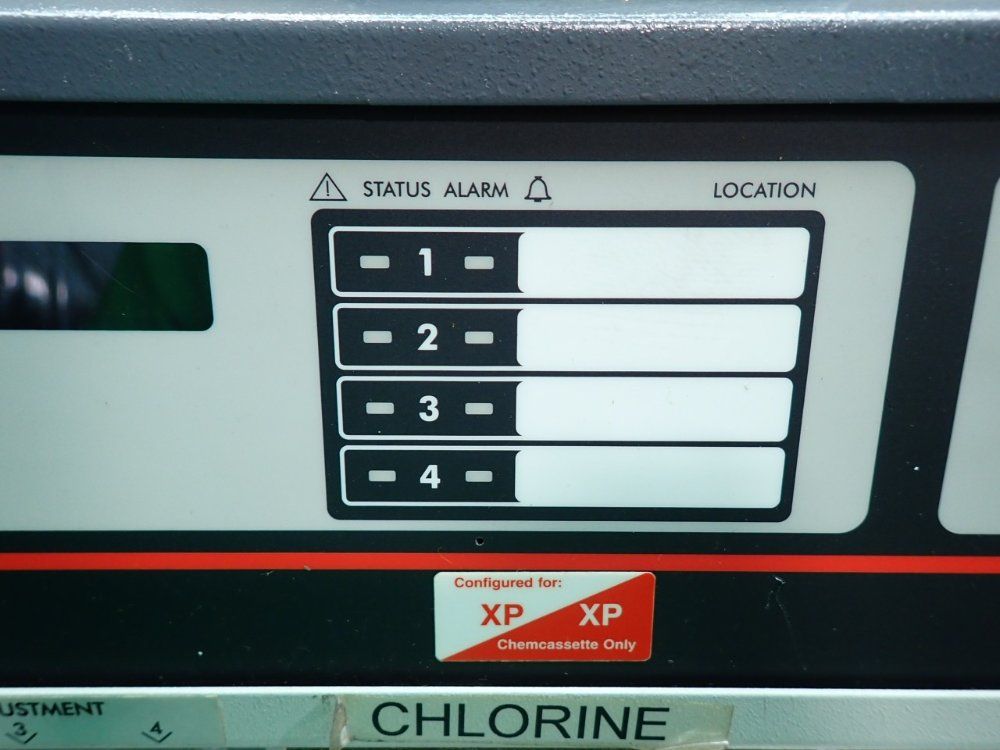 STATUS ALARM LOCATION
1
2
3
4
Configured for:
XP XP
Chemcassette Only
USTMENT
3 4
CHLORINE